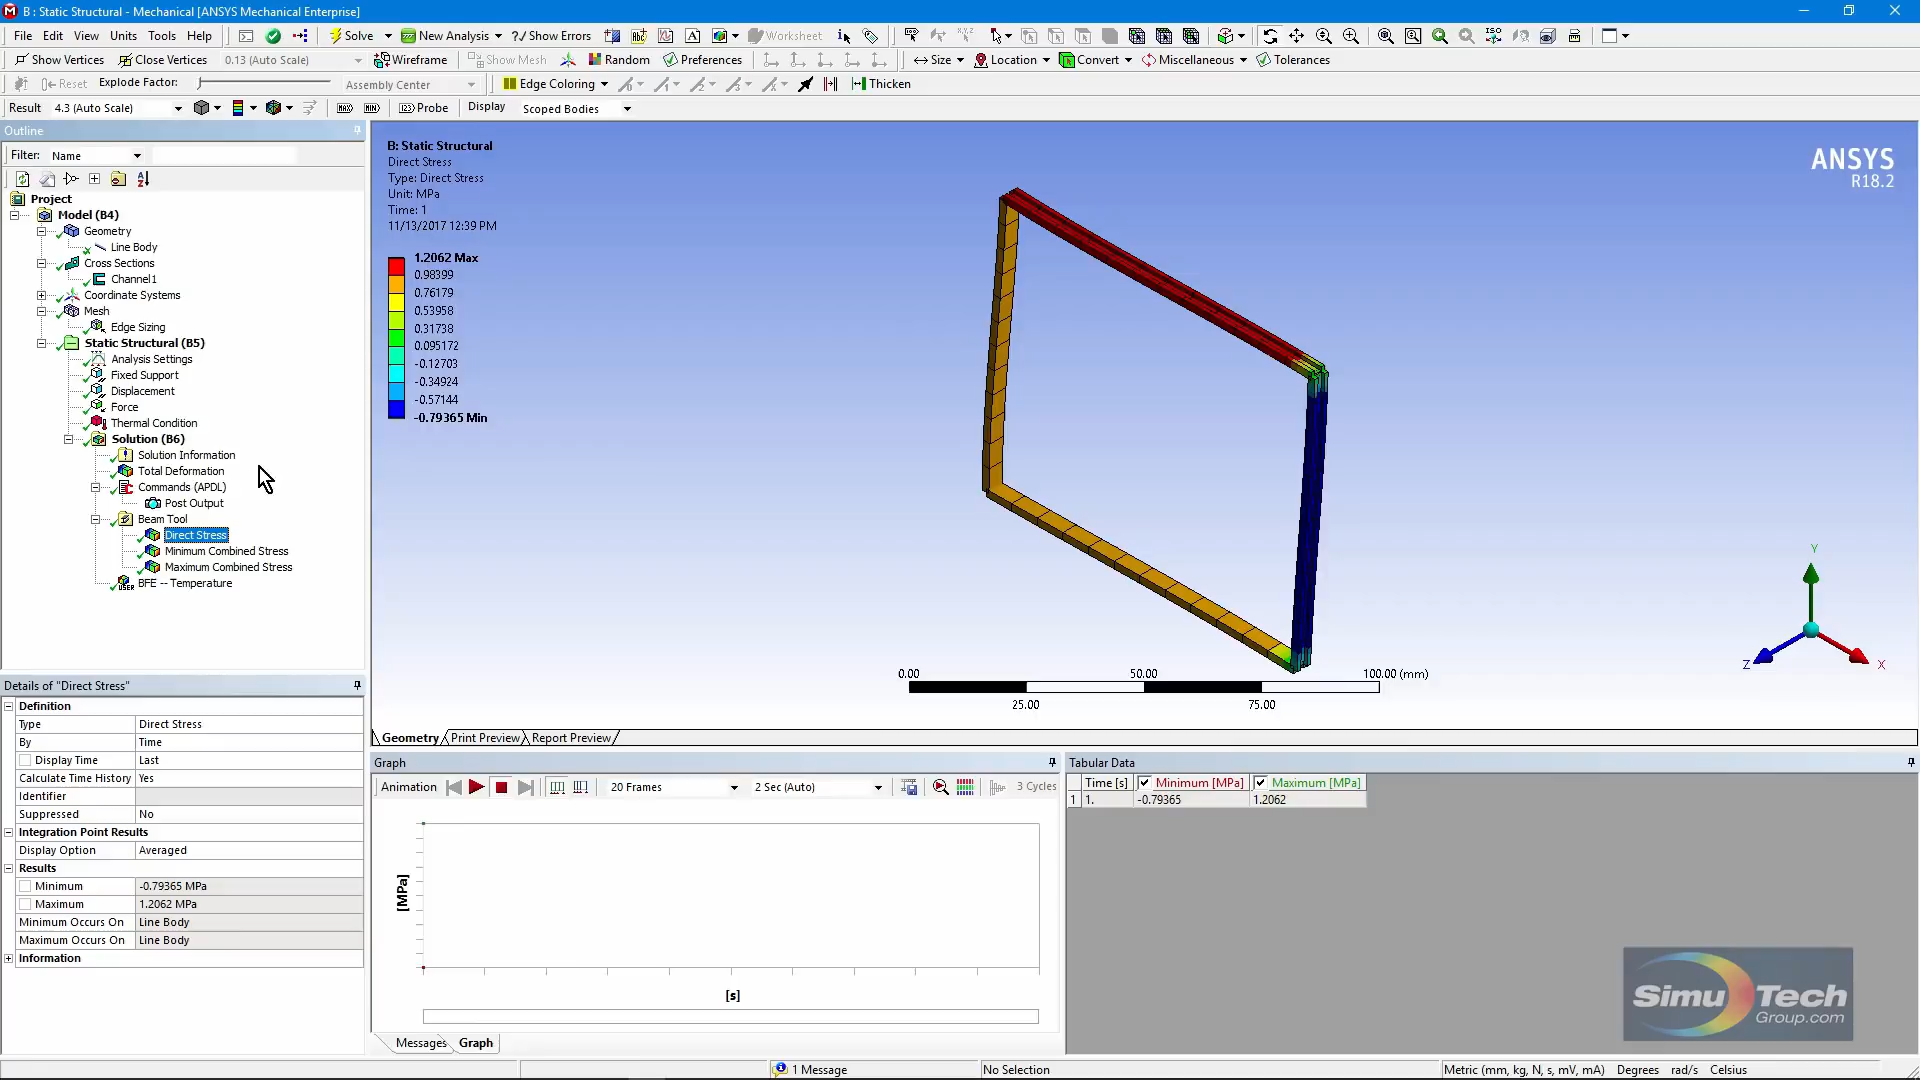 B : Static Structural - Mechanical [ANSYS Mechanical Enterprise]
File Edit View Units Tools Help Solve New Analysis ?/ Show Errors Worksheet
Show Vertices Close Vertices 0.13 (Auto Scale) Wireframe Show Mesh Random Preferences Size Location Convert Miscellaneous Tolerances
Reset Explode Factor: Assembly Center Edge Coloring Thicken
Result 4.3 (Auto Scale) Probe Display Scoped Bodies
Outline
Filter: Name
Project
Model (B4)
Geometry
Line Body
Cross Sections
Channel1
Coordinate Systems
Mesh
Edge Sizing
Static Structural (B5)
Analysis Settings
Fixed Support
Displacement
Force
Thermal Condition
Solution (B6)
Solution Information
Total Deformation
Commands (APDL)
Post Output
Beam Tool
Direct Stress
Minimum Combined Stress
Maximum Combined Stress
BFE -- Temperature
Details of "Direct Stress"
Definition
Type Direct Stress
By Time
Display Time Last
Calculate Time History Yes
Identifier
Suppressed No
Integration Point Results
Display Option Averaged
Results
Minimum -0.79365 MPa
Maximum 1.2062 MPa
Minimum Occurs On Line Body
Maximum Occurs On Line Body
Information
B: Static Structural
Direct Stress
Type: Direct Stress
Unit: MPa
Time: 1
11/13/2017 12:39 PM
1.2062 Max
0.98399
0.76179
0.53958
0.31738
0.095172
-0.12703
-0.34924
-0.57144
-0.79365 Min
ANSYS
R18.2
Y
Z
X
0.00 50.00 100.00 (mm)
25.00 75.00
Geometry Print Preview Report Preview
Graph
Animation 20 Frames 2 Sec (Auto) 3 Cycles
[MPa]
[s]
Messages Graph
Tabular Data
Time [s] Minimum [MPa] Maximum [MPa]
1 1. -0.79365 1.2062
SimuTech
Group.com
1 Message No Selection Metric (mm, kg, N, s, mV, mA) Degrees rad/s Celsius